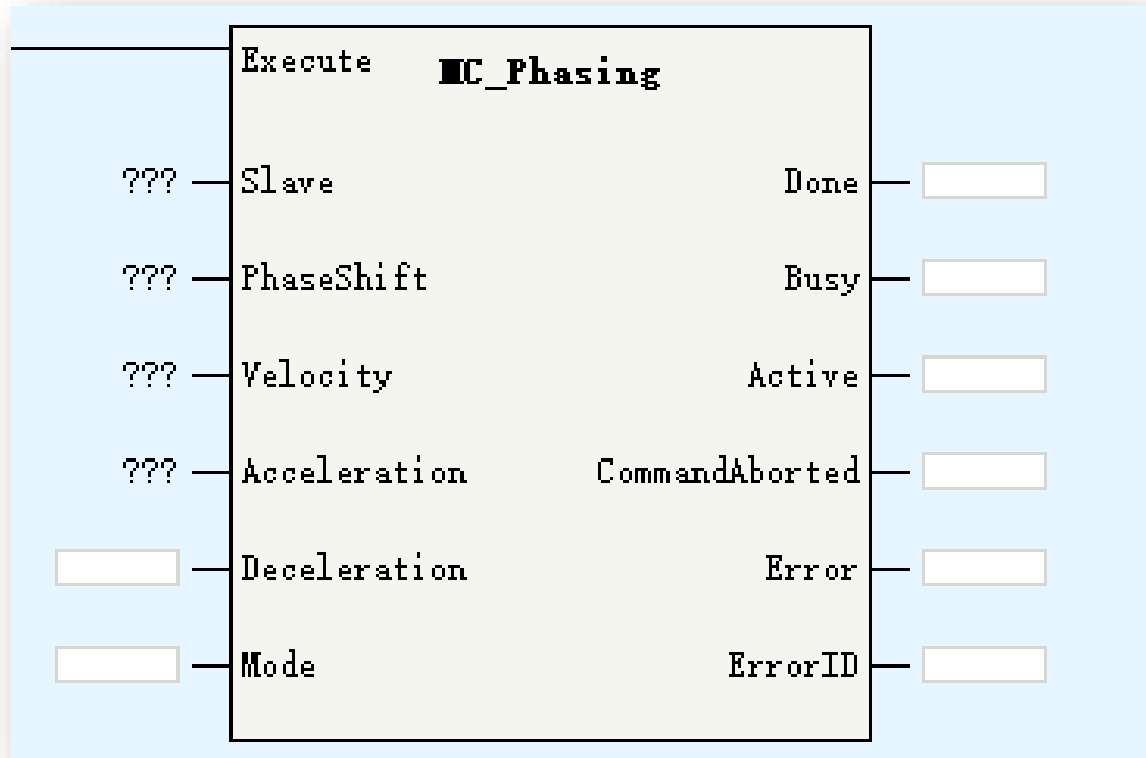 Execute
MC_Phasing
??? Slave Done
??? PhaseShift Busy
??? Velocity Active
??? Acceleration CommandAborted
Deceleration Error
Mode ErrorID